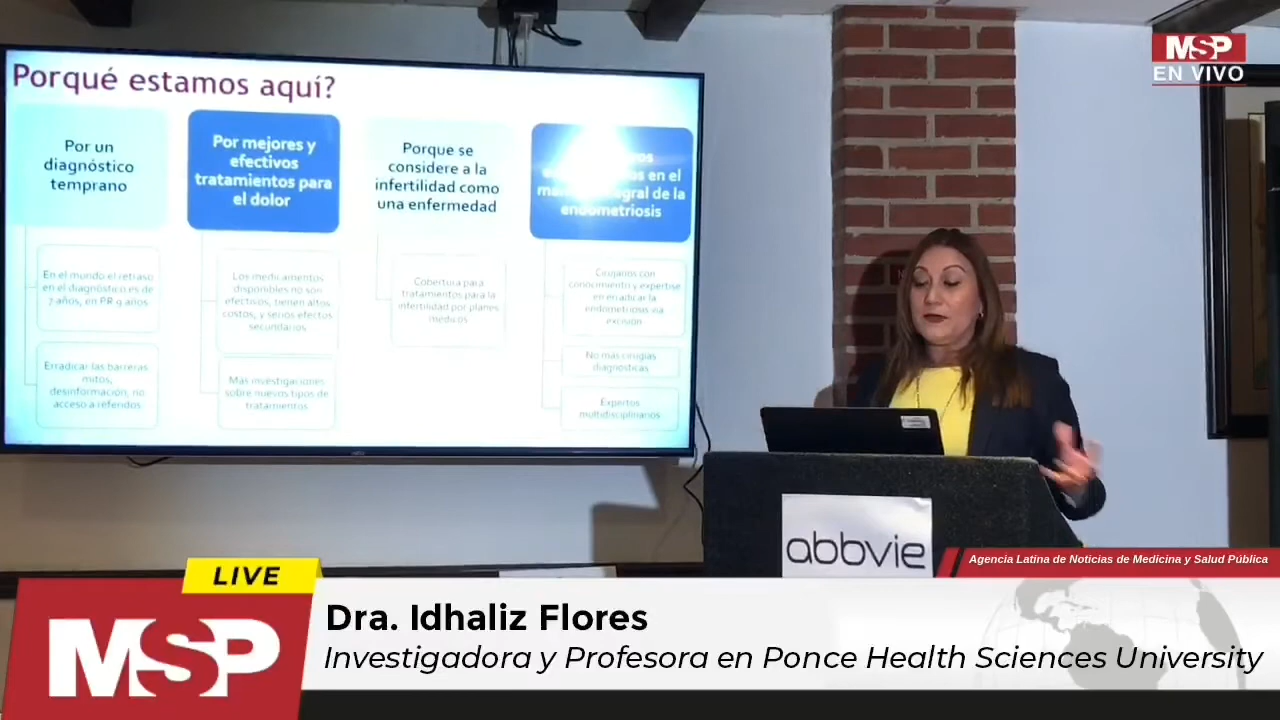 Porqué estamos aquí?
Por un
diagnóstico
temprano
Por mejores y
efectivos
tratamientos para
el dolor
Porque se
considere a la
infertilidad como
una enfermedad
en el
de la
endometriosis
En el mundo el retraso
en el diagnóstico es de
7 años, en PR 9 años
Erradicar las barreras
mitos,
desinformación, no
acceso a referidos
Los medicamentos
disponibles no son
efectivos, tienen altos
costos, y serios efectos
secundarios
Más investigaciones
sobre nuevos tipos de
tratamientos
Cobertura para
tratamientos para la
infertilidad por planes
médicos
Cirujanos con
conocimiento y expertise
en erradicar la
endometriosis via
excisión
No más cirugías
diagnósticas
Expertos
multidisciplinarios
MSP
EN VIVO
abbvie
Agencia Latina de Noticias de Medicina y Salud Pública
LIVE
MSP
Dra. Idhaliz Flores
Investigadora y Profesora en Ponce Health Sciences University